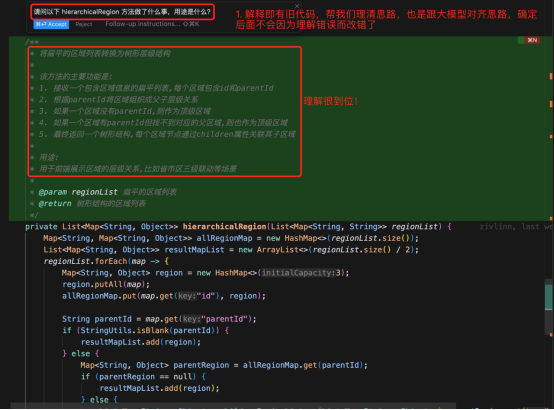 请问以下 hierarchicalRegion 方法做了什么事，用途是什么?
⌘⏎ Accept Reject Follow-up instructions... ⇧⌘K
1. 解释即有旧代码，帮我们理清思路，也是跟大模型对齐思路，确定
后面不会因为理解错误而改错了
⌘N
/**
* 将扁平的区域列表转换为树形层级结构
*
* 该方法的主要功能是:
* 1. 接收一个包含区域信息的扁平列表,每个区域包含id和parentId
* 2. 根据parentId将区域组织成父子层级关系
* 3. 如果一个区域没有parentId,则作为顶级区域
* 4. 如果一个区域有parentId但找不到对应的父区域,则也作为顶级区域
* 5. 最终返回一个树形结构,每个区域节点通过children属性关联其子区域
理解很到位!
*
* 用途:
* 用于前端展示区域的层级关系,比如省市区三级联动等场景
*
* @param regionList 扁平的区域列表
* @return 树形结构的区域列表
*/
private List<Map<String, Object>> hierarchicalRegion(List<Map<String, String>> regionList) { zivlinn, last we
Map<String, Map<String, Object>> allRegionMap = new HashMap<>(regionList.size());
List<Map<String, Object>> resultMapList = new ArrayList<>(regionList.size() / 2);
regionList.forEach(map -> {
Map<String, Object> region = new HashMap<>(initialCapacity:3);
region.putAll(map);
allRegionMap.put(map.get(key:"id"), region);
String parentId = map.get(key:"parentId");
if (StringUtils.isBlank(parentId)) {
resultMapList.add(region);
} else {
Map<String, Object> parentRegion = allRegionMap.get(parentId);
if (parentRegion == null) {
resultMapList.add(region);
} else {